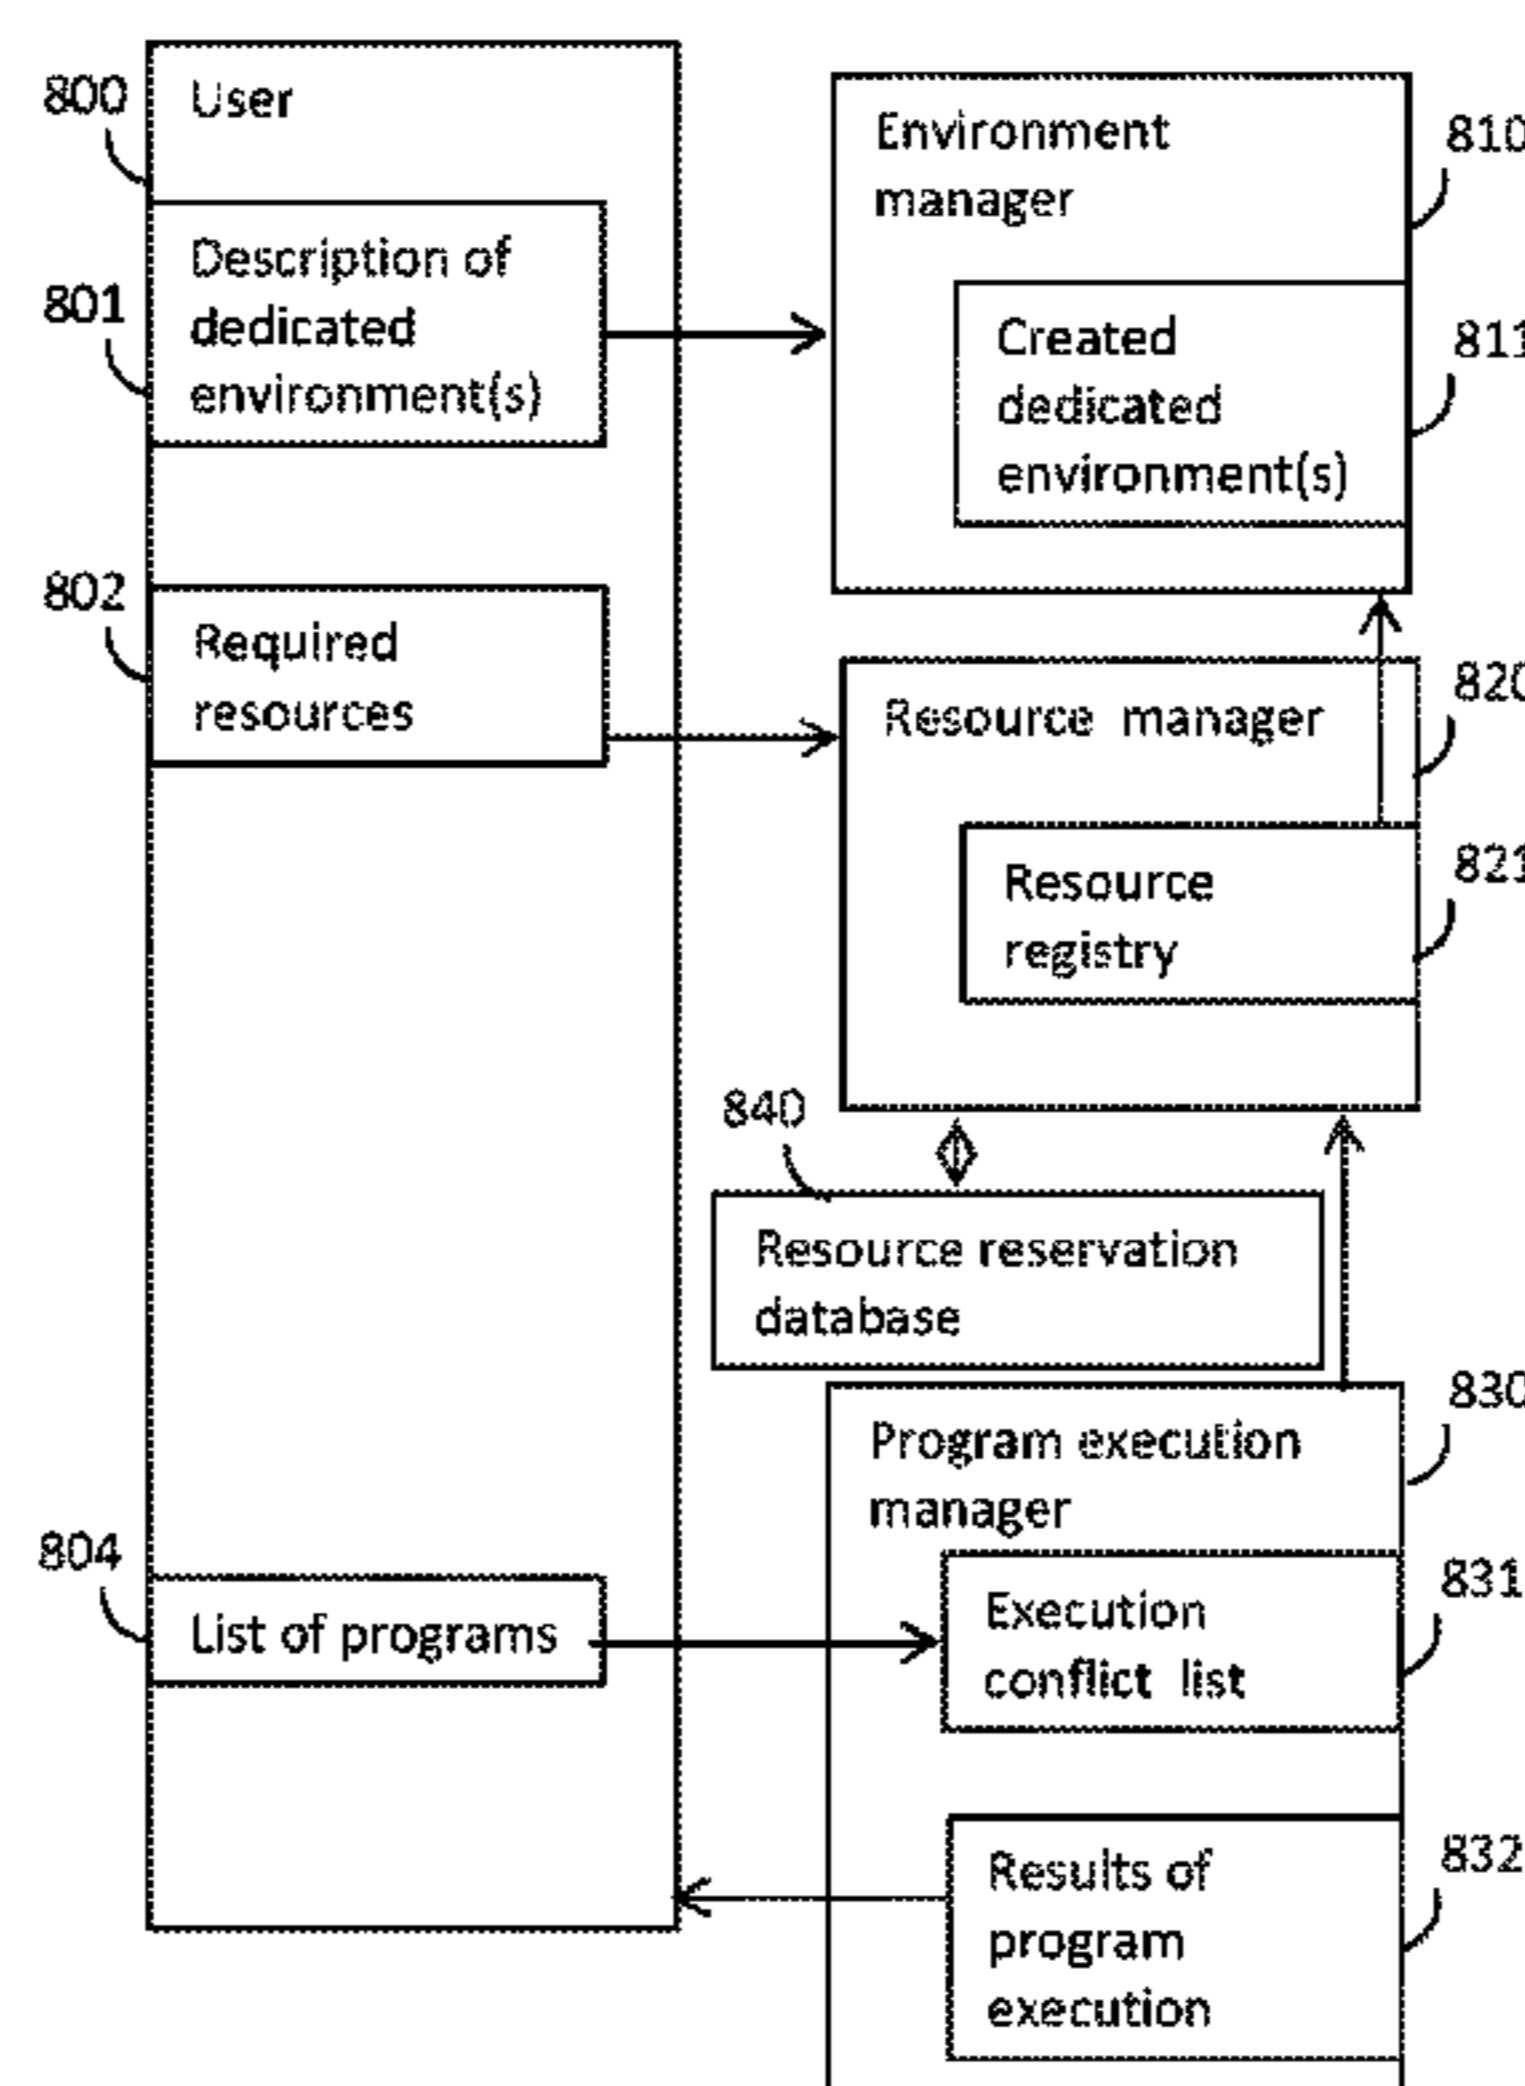 800
User
801
Description of
dedicated
environment(s)
802
Required
resources
804
List of programs
Environment
manager
810
Created
dedicated
environment(s)
811
Resource manager
820
Resource
registry
821
840
Resource reservation
database
Program execution
manager
830
Execution
conflict list
831
Results of
program
execution
832